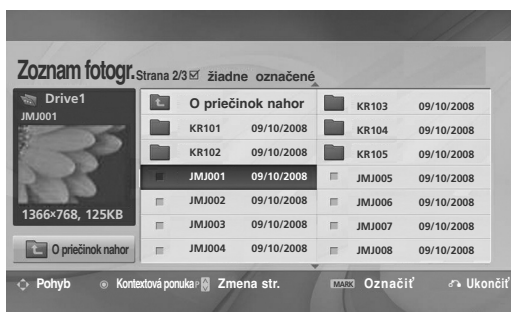 Zoznam fotogr. Strana 2/3 ☑ žiadne označené
Drive1
JMJ001
1366×768, 125KB
O priečinok nahor
O priečinok nahor
KR101 09/10/2008
KR102 09/10/2008
JMJ001 09/10/2008
JMJ002 09/10/2008
JMJ003 09/10/2008
JMJ004 09/10/2008
KR103 09/10/2008
KR104 09/10/2008
KR105 09/10/2008
JMJ005 09/10/2008
JMJ006 09/10/2008
JMJ007 09/10/2008
JMJ008 09/10/2008
Pohyb Kontextová ponuka P Zmena str. MARK Označiť Ukončiť